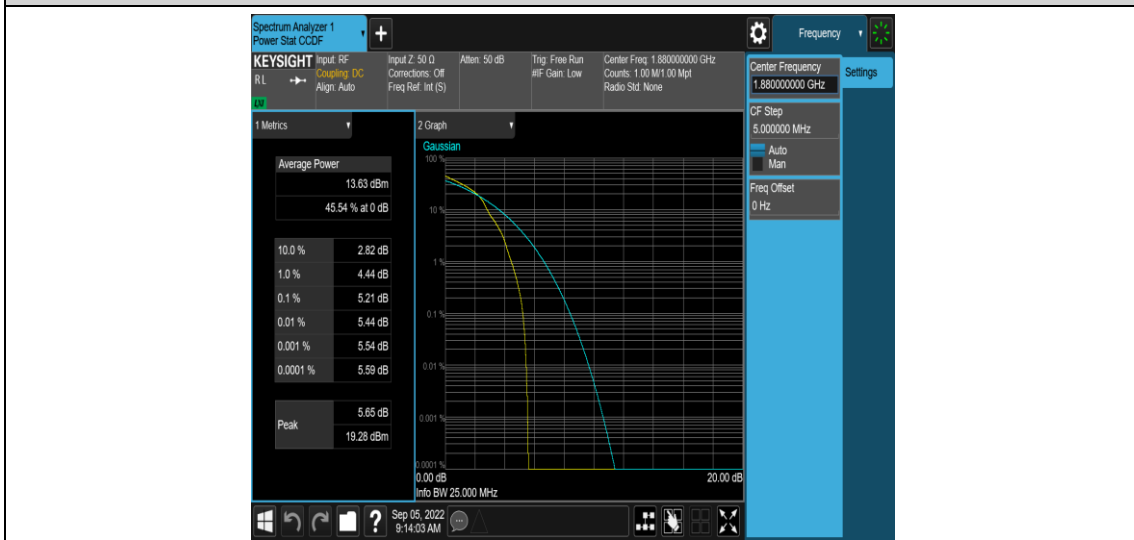 Spectrum Analyzer 1
Power Stat CCDF
+
Frequency
KEYSIGHT
RL
LXI
Input: RF
Coupling: DC
Align: Auto
Input Z: 50 Ω
Corrections: Off
Freq Ref: Int (S)
Atten: 50 dB
Trig: Free Run
#IF Gain: Low
Center Freq: 1.880000000 GHz
Counts: 1.00 M/1.00 Mpt
Radio Std: None
Center Frequency
1.880000000 GHz
Settings
CF Step
5.000000 MHz
Auto
Man
Freq Offset
0 Hz
1 Metrics
Average Power
13.63 dBm
45.54 % at 0 dB
10.0 % 2.82 dB
1.0 % 4.44 dB
0.1 % 5.21 dB
0.01 % 5.44 dB
0.001 % 5.54 dB
0.0001 % 5.59 dB
Peak
5.65 dB
19.28 dBm
2 Graph
Gaussian
100 %
10 %
1 %
0.1 %
0.01 %
0.001 %
0.0001 %
0.00 dB 20.00 dB
Info BW 25.000 MHz
?
Sep 05, 2022
9:14:03 AM